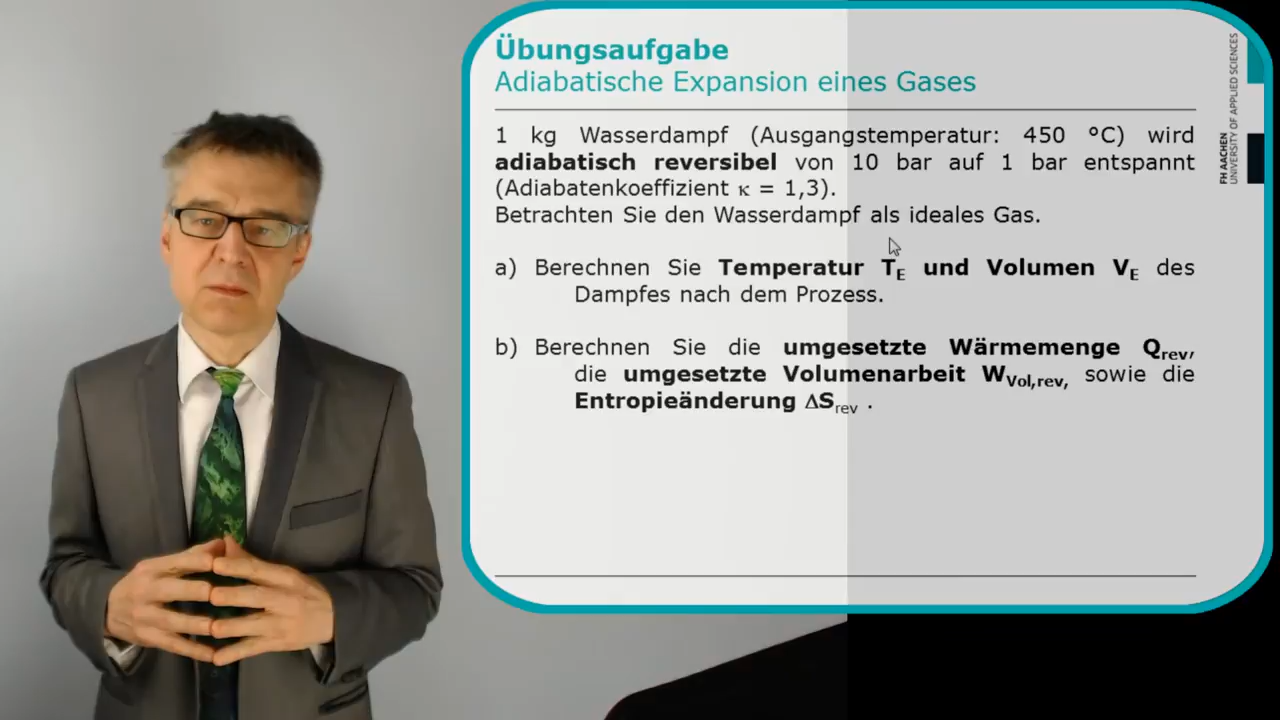 Übungsaufgabe
Adiabatische Expansion eines Gases
1 kg Wasserdampf (Ausgangstemperatur: 450 °C) wird
adiabatisch reversibel von 10 bar auf 1 bar entspannt
(Adiabatenkoeffizient κ = 1,3).
Betrachten Sie den Wasserdampf als ideales Gas.
a) Berechnen Sie Temperatur TE und Volumen VE des
Dampfes nach dem Prozess.
b) Berechnen Sie die umgesetzte Wärmemenge Qrev,
die umgesetzte Volumenarbeit WVol,rev, sowie die
Entropieänderung ΔSrev .
FH AACHEN
UNIVERSITY OF APPLIED SCIENCES